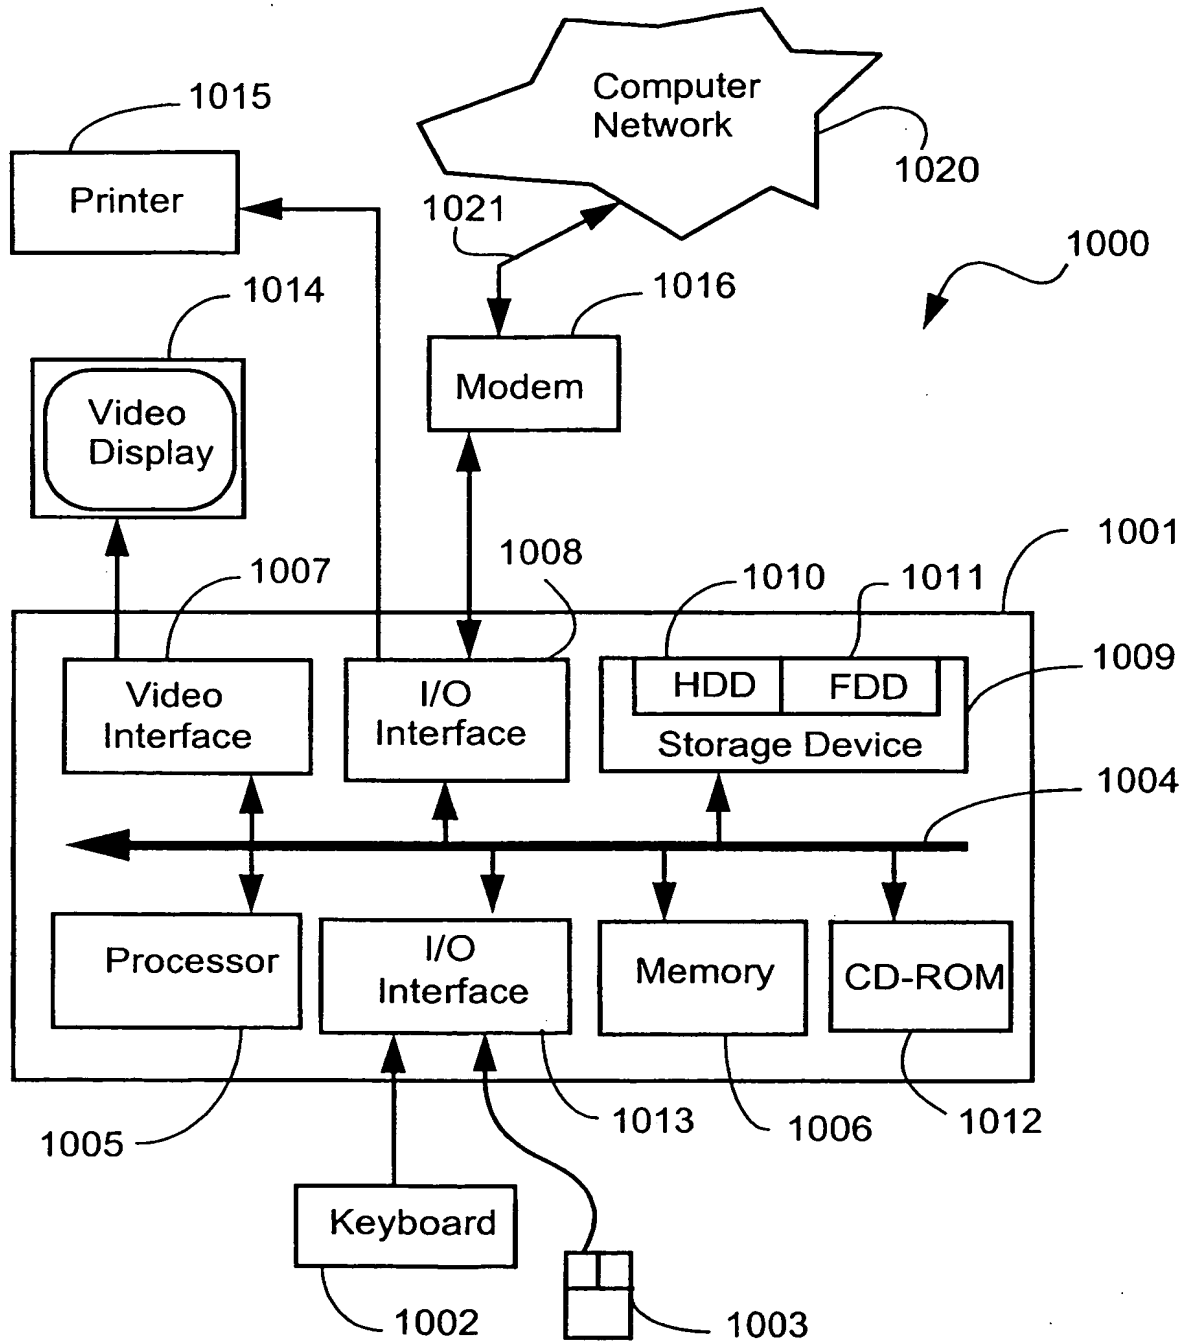 1015
Printer
Computer
Network
1020
1021
1000
1014
1016
Video
Display
Modem
1001
1007
1008
1010
1011
1009
Video
Interface
I/O
Interface
HDD
FDD
Storage Device
1004
Processor
I/O
Interface
Memory
CD-ROM
1005
1013
1006
1012
Keyboard
1002
1003